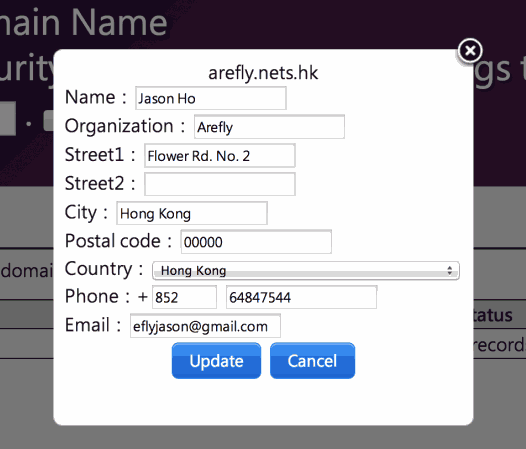 main Name
urity
gs t
arefly.nets.hk
Name : Jason Ho
Organization : Arefly
Street1 : Flower Rd. No. 2
Street2 :
City : Hong Kong
Postal code : 00000
Country : Hong Kong
domai
Phone : + 852 64847544
tatus
Email : eflyjason@gmail.com
record
Update Cancel